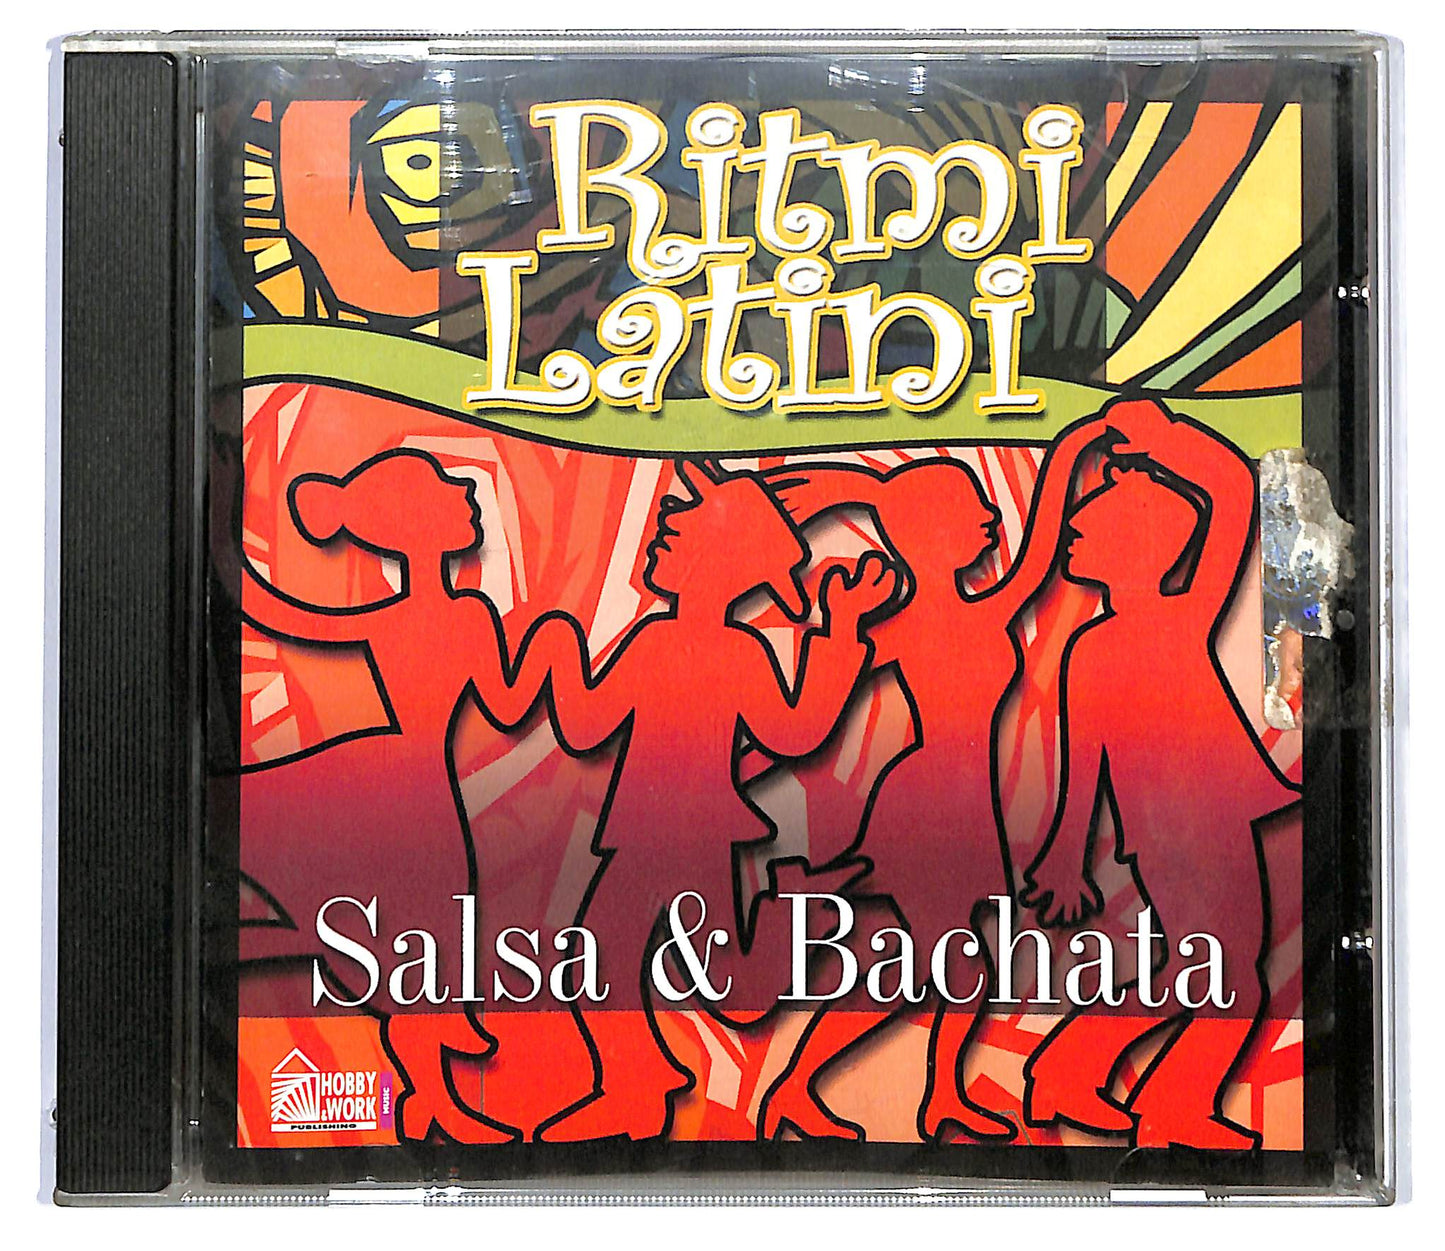 Ritmi
Latini
Salsa & Bachata
HOBBY
& WORK
MUSIC
PUBLISHING